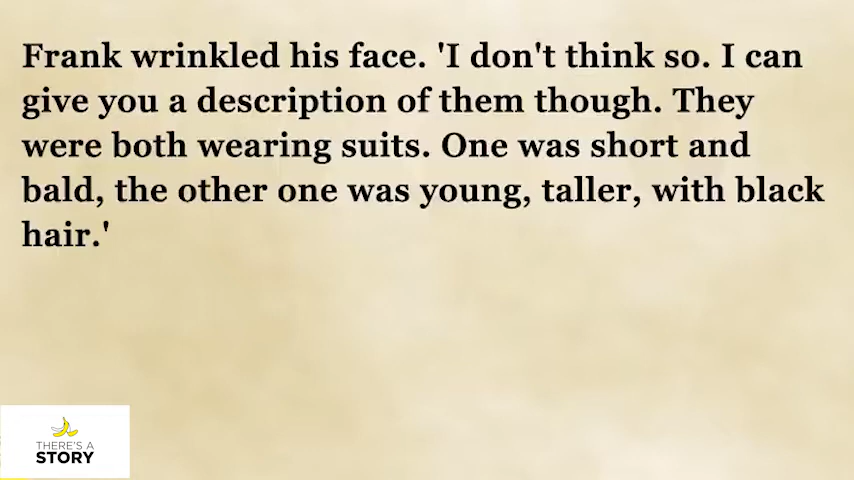 Frank wrinkled his face. 'I don't think so. I can
give you a description of them though. They
were both wearing suits. One was short and
bald, the other one was young, taller, with black
hair.'
THERE'S A
STORY